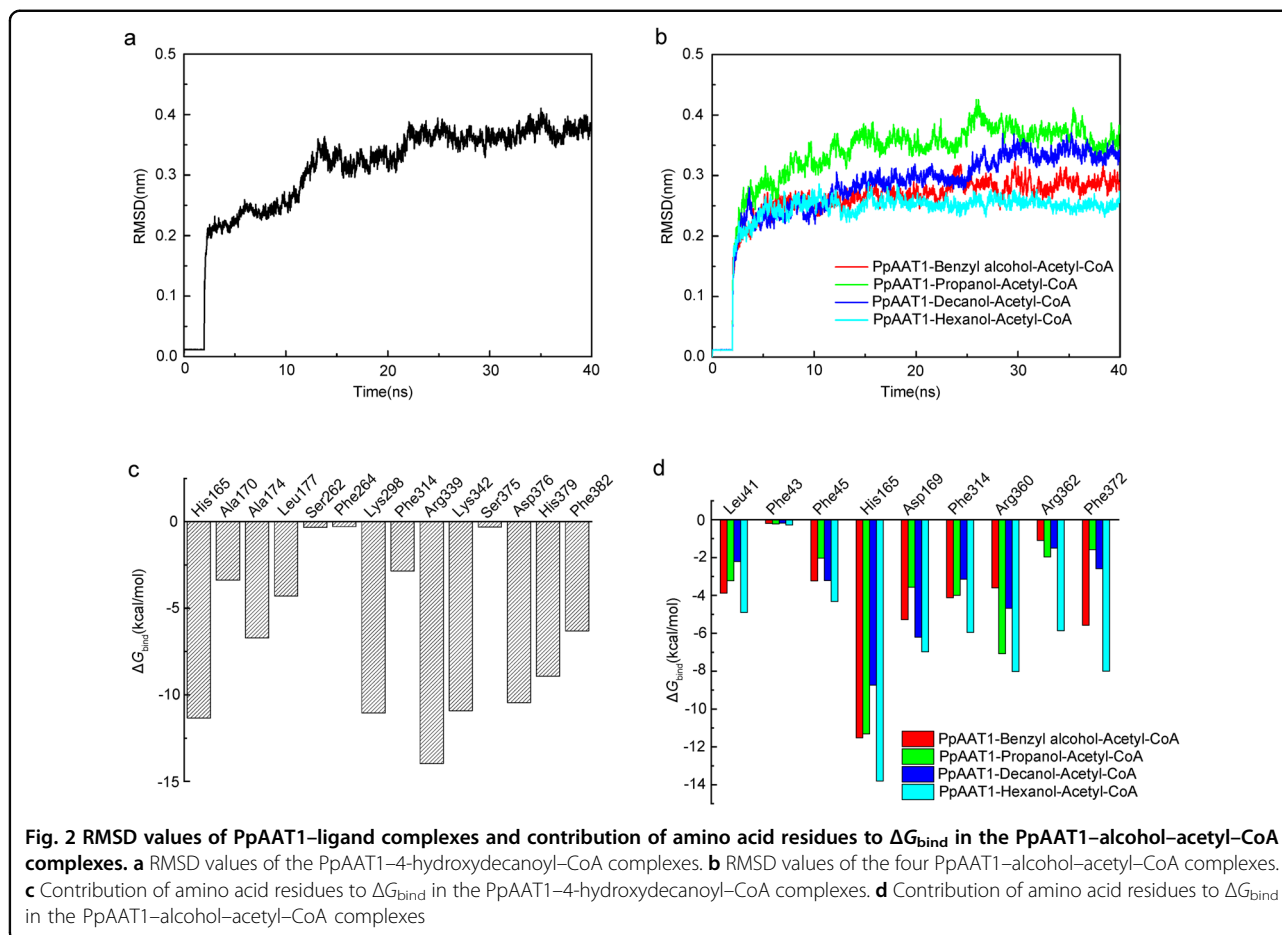 a
0.5
0.4
0.3
0.2
0.1
0.0
RMSD(nm)
0
10
20
30
40
Time(ns)
b
0.5
0.4
0.3
0.2
0.1
0.0
RMSD(nm)
PpAAT1-Benzyl alcohol-Acetyl-CoA
PpAAT1-Propanol-Acetyl-CoA
PpAAT1-Decanol-Acetyl-CoA
PpAAT1-Hexanol-Acetyl-CoA
0
10
20
30
40
Time(ns)
c
His165
Ala170
Ala174
Leu177
Ser262
Phe264
Lys298
Phe314
Arg339
Lys342
Ser375
Asp376
His379
Phe382
0
-5
-10
-15
ΔGbind(kcal/mol)
d
Leu41
Phe43
Phe45
His165
Asp169
Phe314
Arg360
Arg362
Phe372
0
-2
-4
-6
-8
-10
-12
-14
ΔGbind(kcal/mol)
PpAAT1-Benzyl alcohol-Acetyl-CoA
PpAAT1-Propanol-Acetyl-CoA
PpAAT1-Decanol-Acetyl-CoA
PpAAT1-Hexanol-Acetyl-CoA
Fig. 2 RMSD values of PpAAT1–ligand complexes and contribution of amino acid residues to ΔGbind in the PpAAT1–alcohol–acetyl–CoA
complexes. a RMSD values of the PpAAT1–4-hydroxydecanoyl–CoA complexes. b RMSD values of the four PpAAT1–alcohol–acetyl–CoA complexes.
c Contribution of amino acid residues to ΔGbind in the PpAAT1–4-hydroxydecanoyl–CoA complexes. d Contribution of amino acid residues to ΔGbind
in the PpAAT1–alcohol–acetyl–CoA complexes